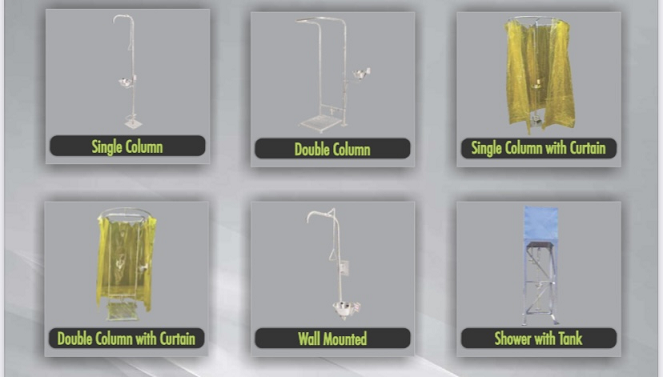 Single Column
Double Column
Single Column with Curtain
Double Column with Curtain
Wall Mounted
Shower with Tank